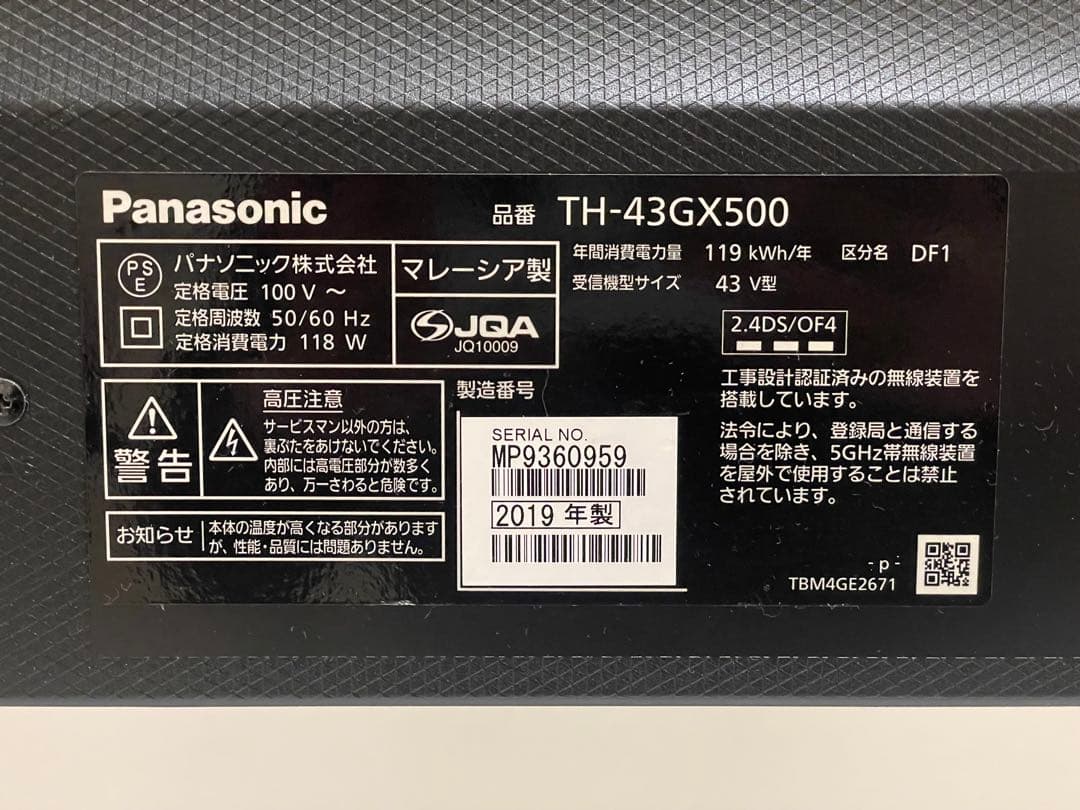 Panasonic
品番 TH-43GX500
PS
E
パナソニック株式会社
定格電圧 100 V ～
定格周波数 50/60 Hz
定格消費電力 118 W
マレーシア製
JQA
JQ10009
年間消費電力量 119 kWh/年 区分名 DF1
受信機型サイズ 43 V型
2.4DS/OF4
工事設計認証済みの無線装置を
搭載しています。
法令により、登録局と通信する
場合を除き、5GHz帯無線装置
を屋外で使用することは禁止
されています。
警告
高圧注意
サービスマン以外の方は、
裏ぶたをあけないでください。
内部には高電圧部分が数多く
あり、万一さわると危険です。
お知らせ
本体の温度が高くなる部分があります
が、性能・品質には問題ありません。
製造番号
SERIAL NO.
MP9360959
2019 年製
- p -
TBM4GE2671